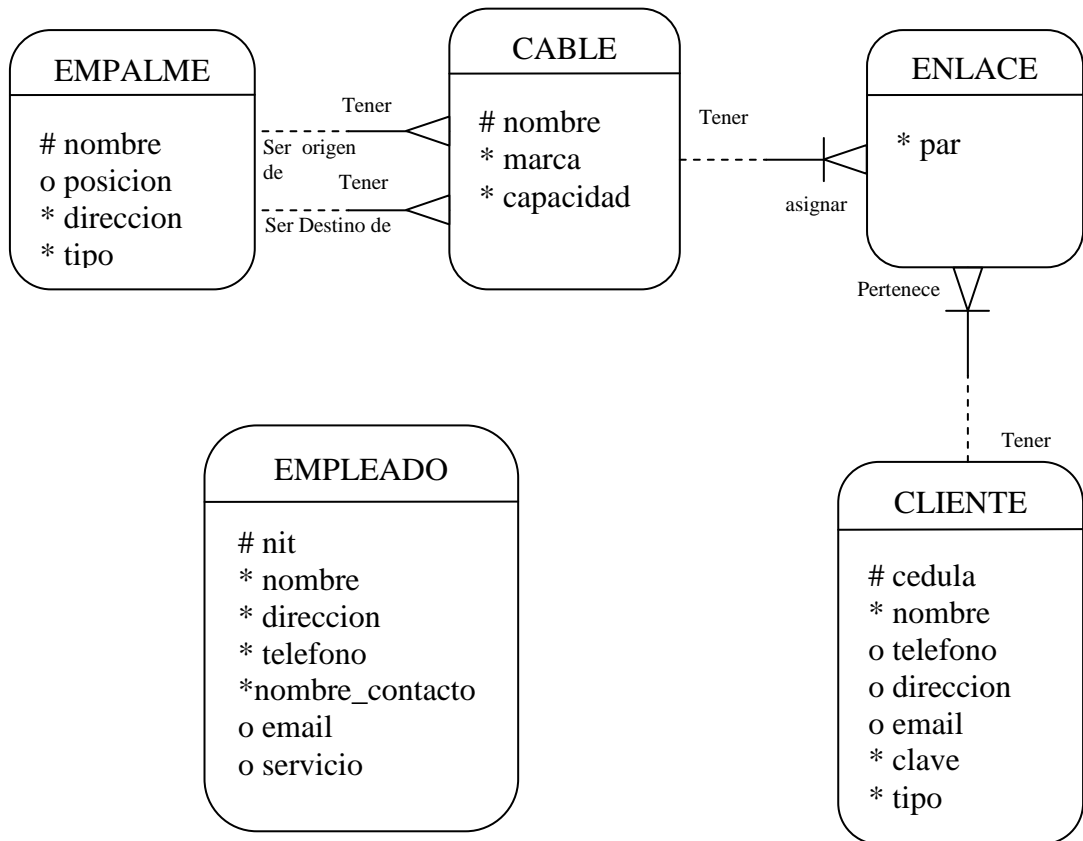 EMPALME
# nombre
o posicion
* direccion
* tipo
Tener
Ser origen
de
Tener
Ser Destino de
CABLE
# nombre
* marca
* capacidad
Tener
asignar
ENLACE
* par
Pertenece
Tener
EMPLEADO
# nit
* nombre
* direccion
* telefono
*nombre_contacto
o email
o servicio
CLIENTE
# cedula
* nombre
o telefono
o direccion
o email
* clave
* tipo